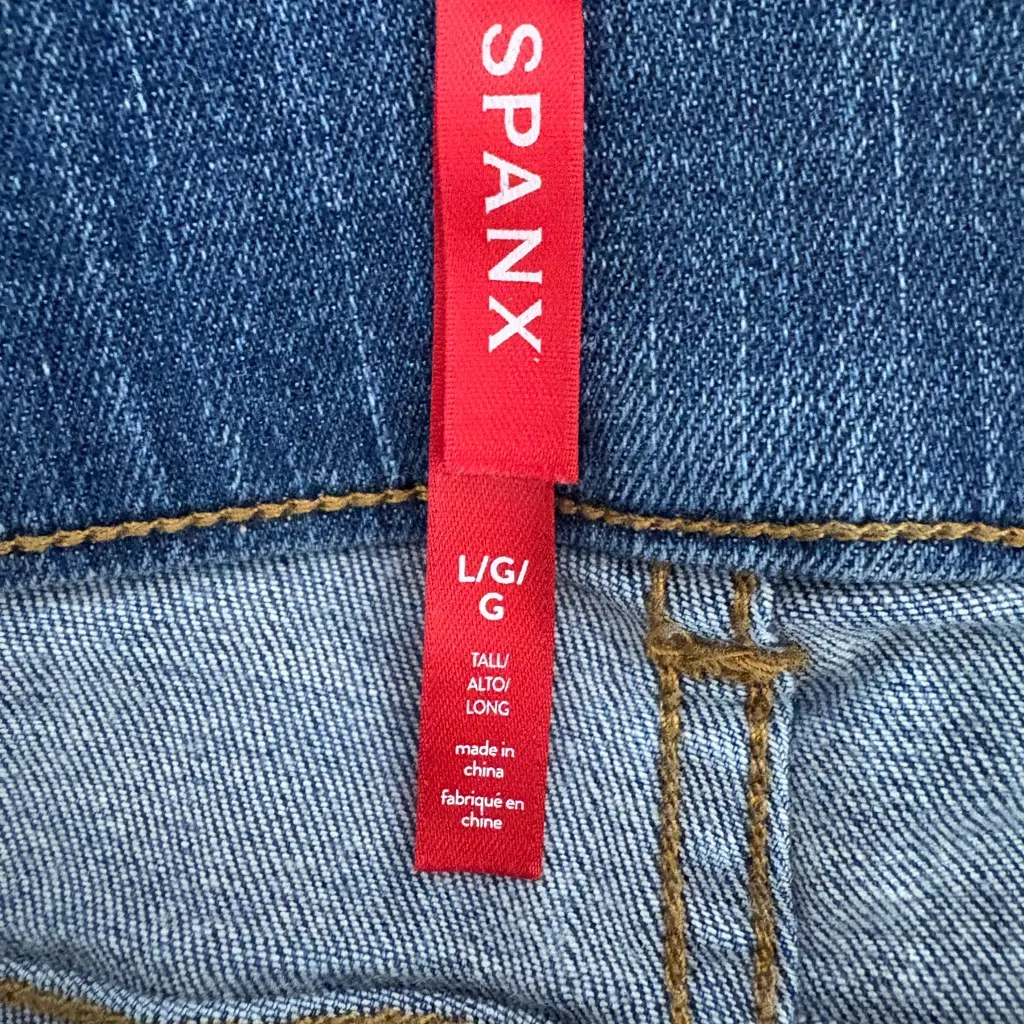 SPANX
L/G/
G
TALL/
ALTO/
LONG
made in
china
fabriqué en
chine